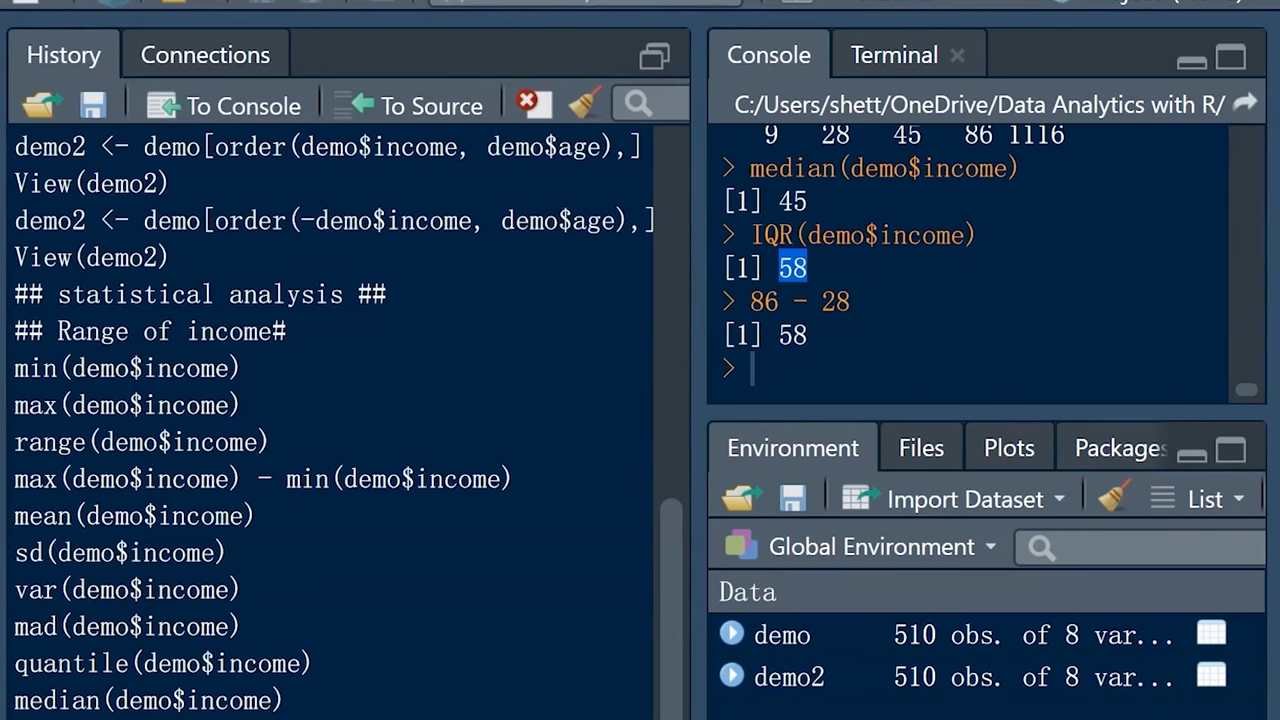 History
Connections
To Console
To Source
demo2 <- demo[order(demo$income, demo$age),]
View(demo2)
demo2 <- demo[order(-demo$income, demo$age),]
View(demo2)
## statistical analysis ##
## Range of income#
min(demo$income)
max(demo$income)
range(demo$income)
max(demo$income) - min(demo$income)
mean(demo$income)
sd(demo$income)
var(demo$income)
mad(demo$income)
quantile(demo$income)
median(demo$income)
Console
Terminal
C:/Users/shett/OneDrive/Data Analytics with R/
9 28 45 86 1116
> median(demo$income)
[1] 45
> IQR(demo$income)
[1] 58
> 86 - 28
[1] 58
>
Environment
Files
Plots
Packages
Import Dataset
List
Global Environment
Data
demo 510 obs. of 8 var...
demo2 510 obs. of 8 var...